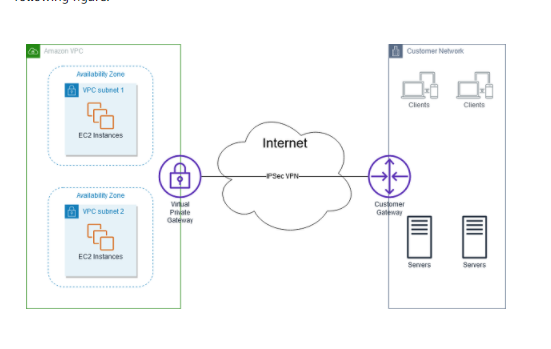 following figure.
Amazon VPC
Customer Network
Availability Zone
VPC subnet 1
EC2 Instances
Clients
Clients
Internet
IPSec VPN
Virtual
Private
Gateway
Customer
Gateway
Availability Zone
VPC subnet 2
EC2 Instances
Servers
Servers